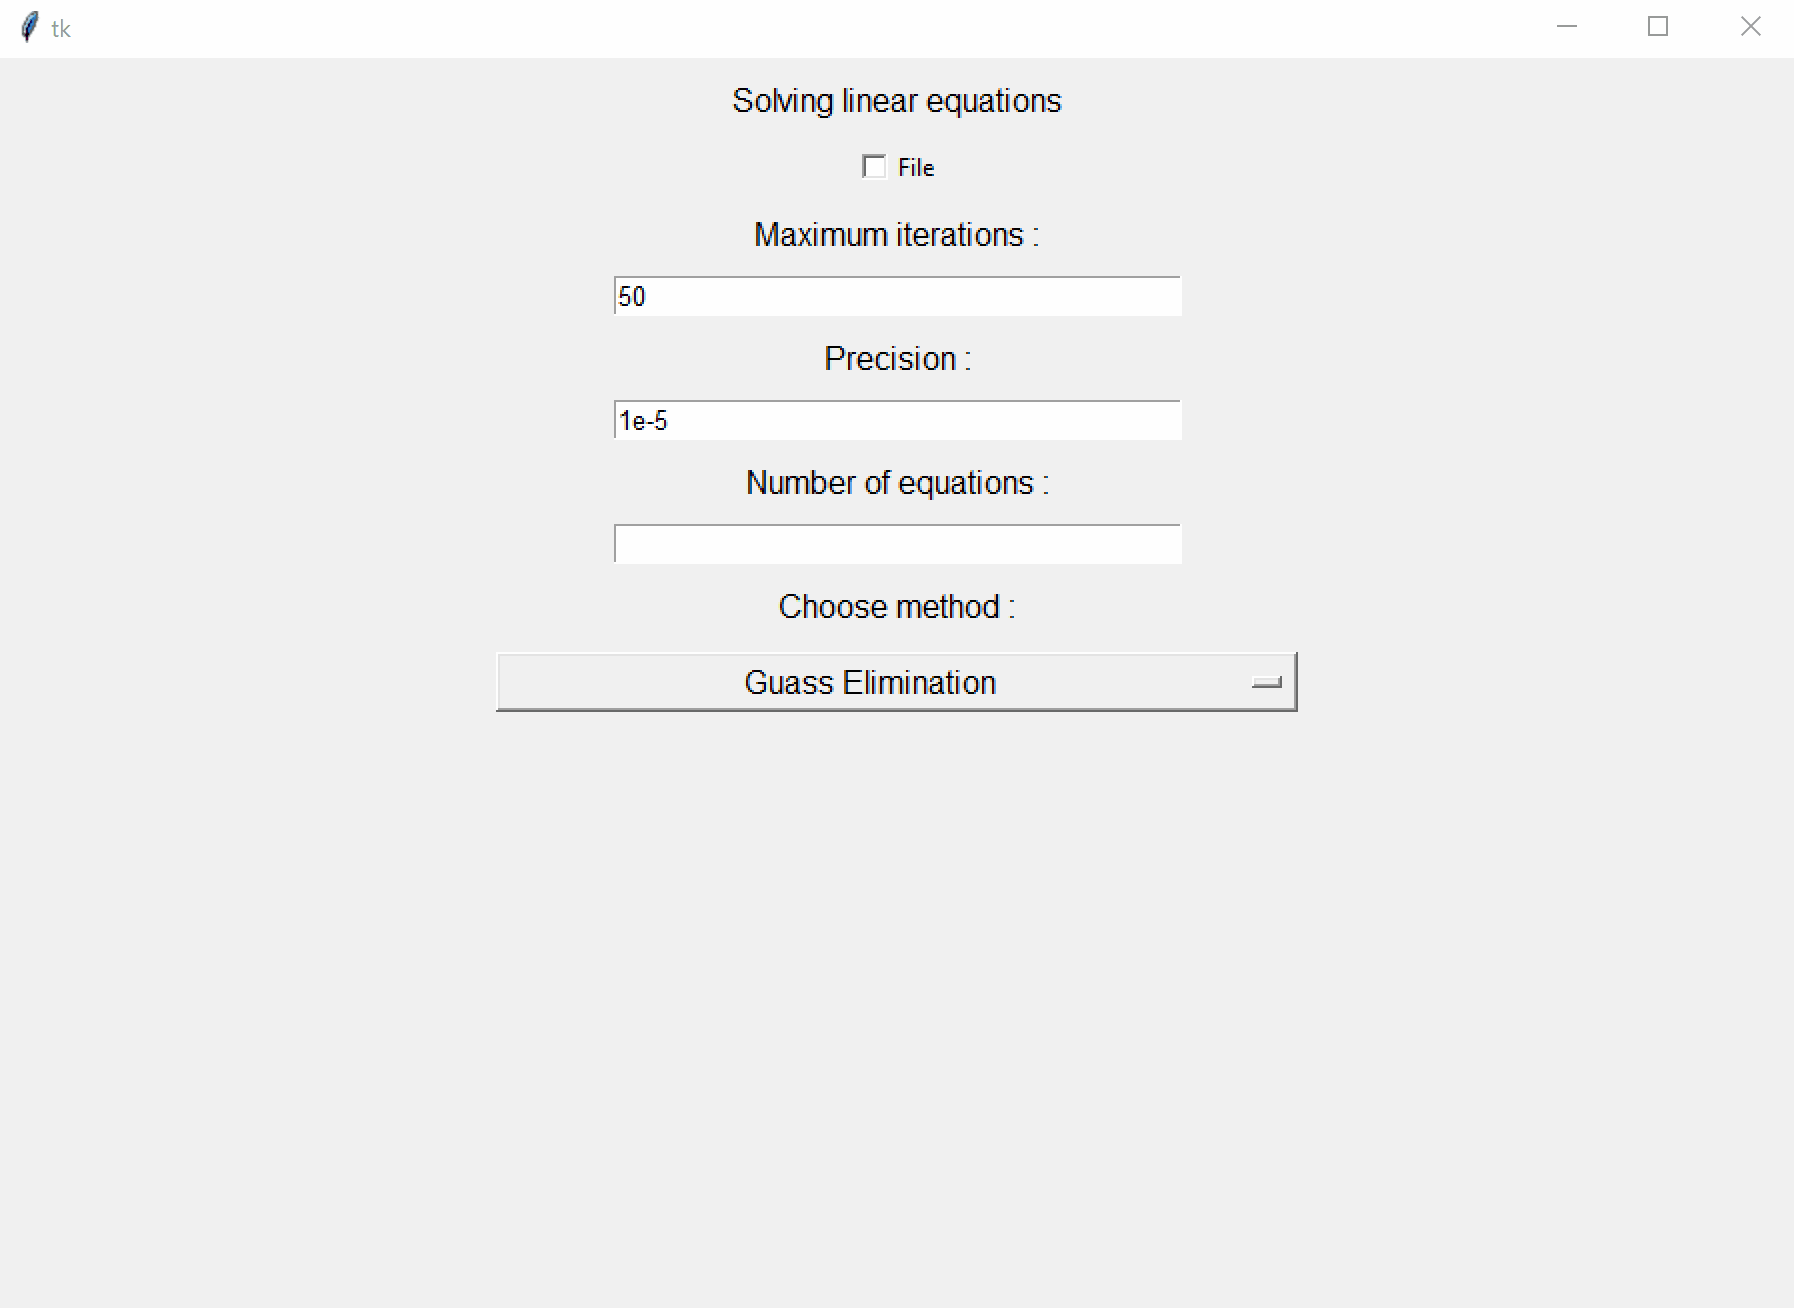 tk
Solving linear equations
File
Maximum iterations :
50
Precision :
1e-5
Number of equations :
Choose method :
Guass Elimination